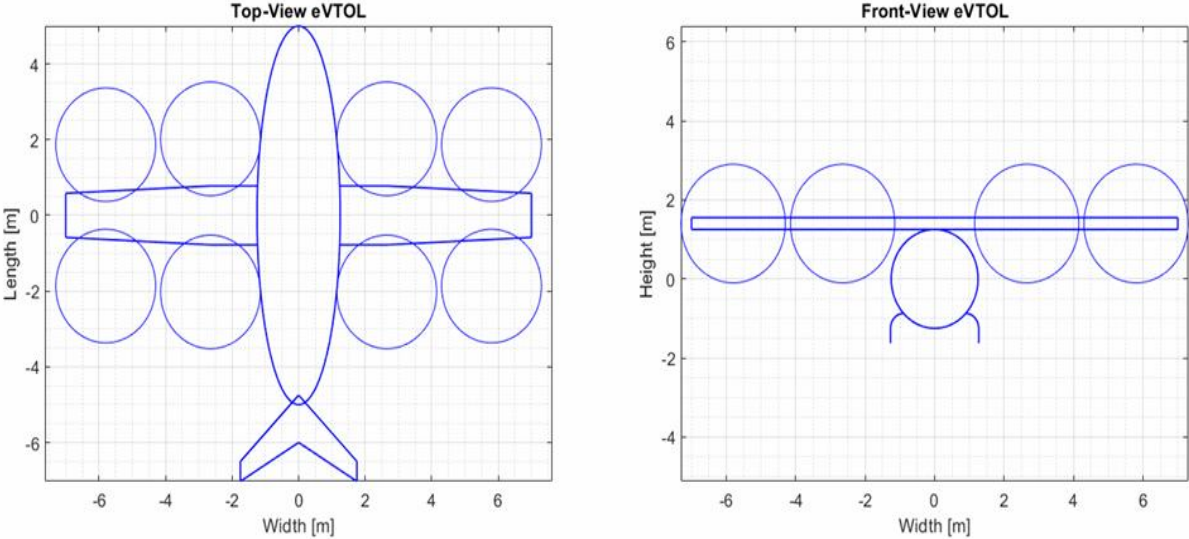 Top-View eVTOL
4
2
0
-2
-4
-6
Length [m]
-6 -4 -2 0 2 4 6
Width [m]
Front-View eVTOL
6
4
2
0
-2
-4
Height [m]
-6 -4 -2 0 2 4 6
Width [m]